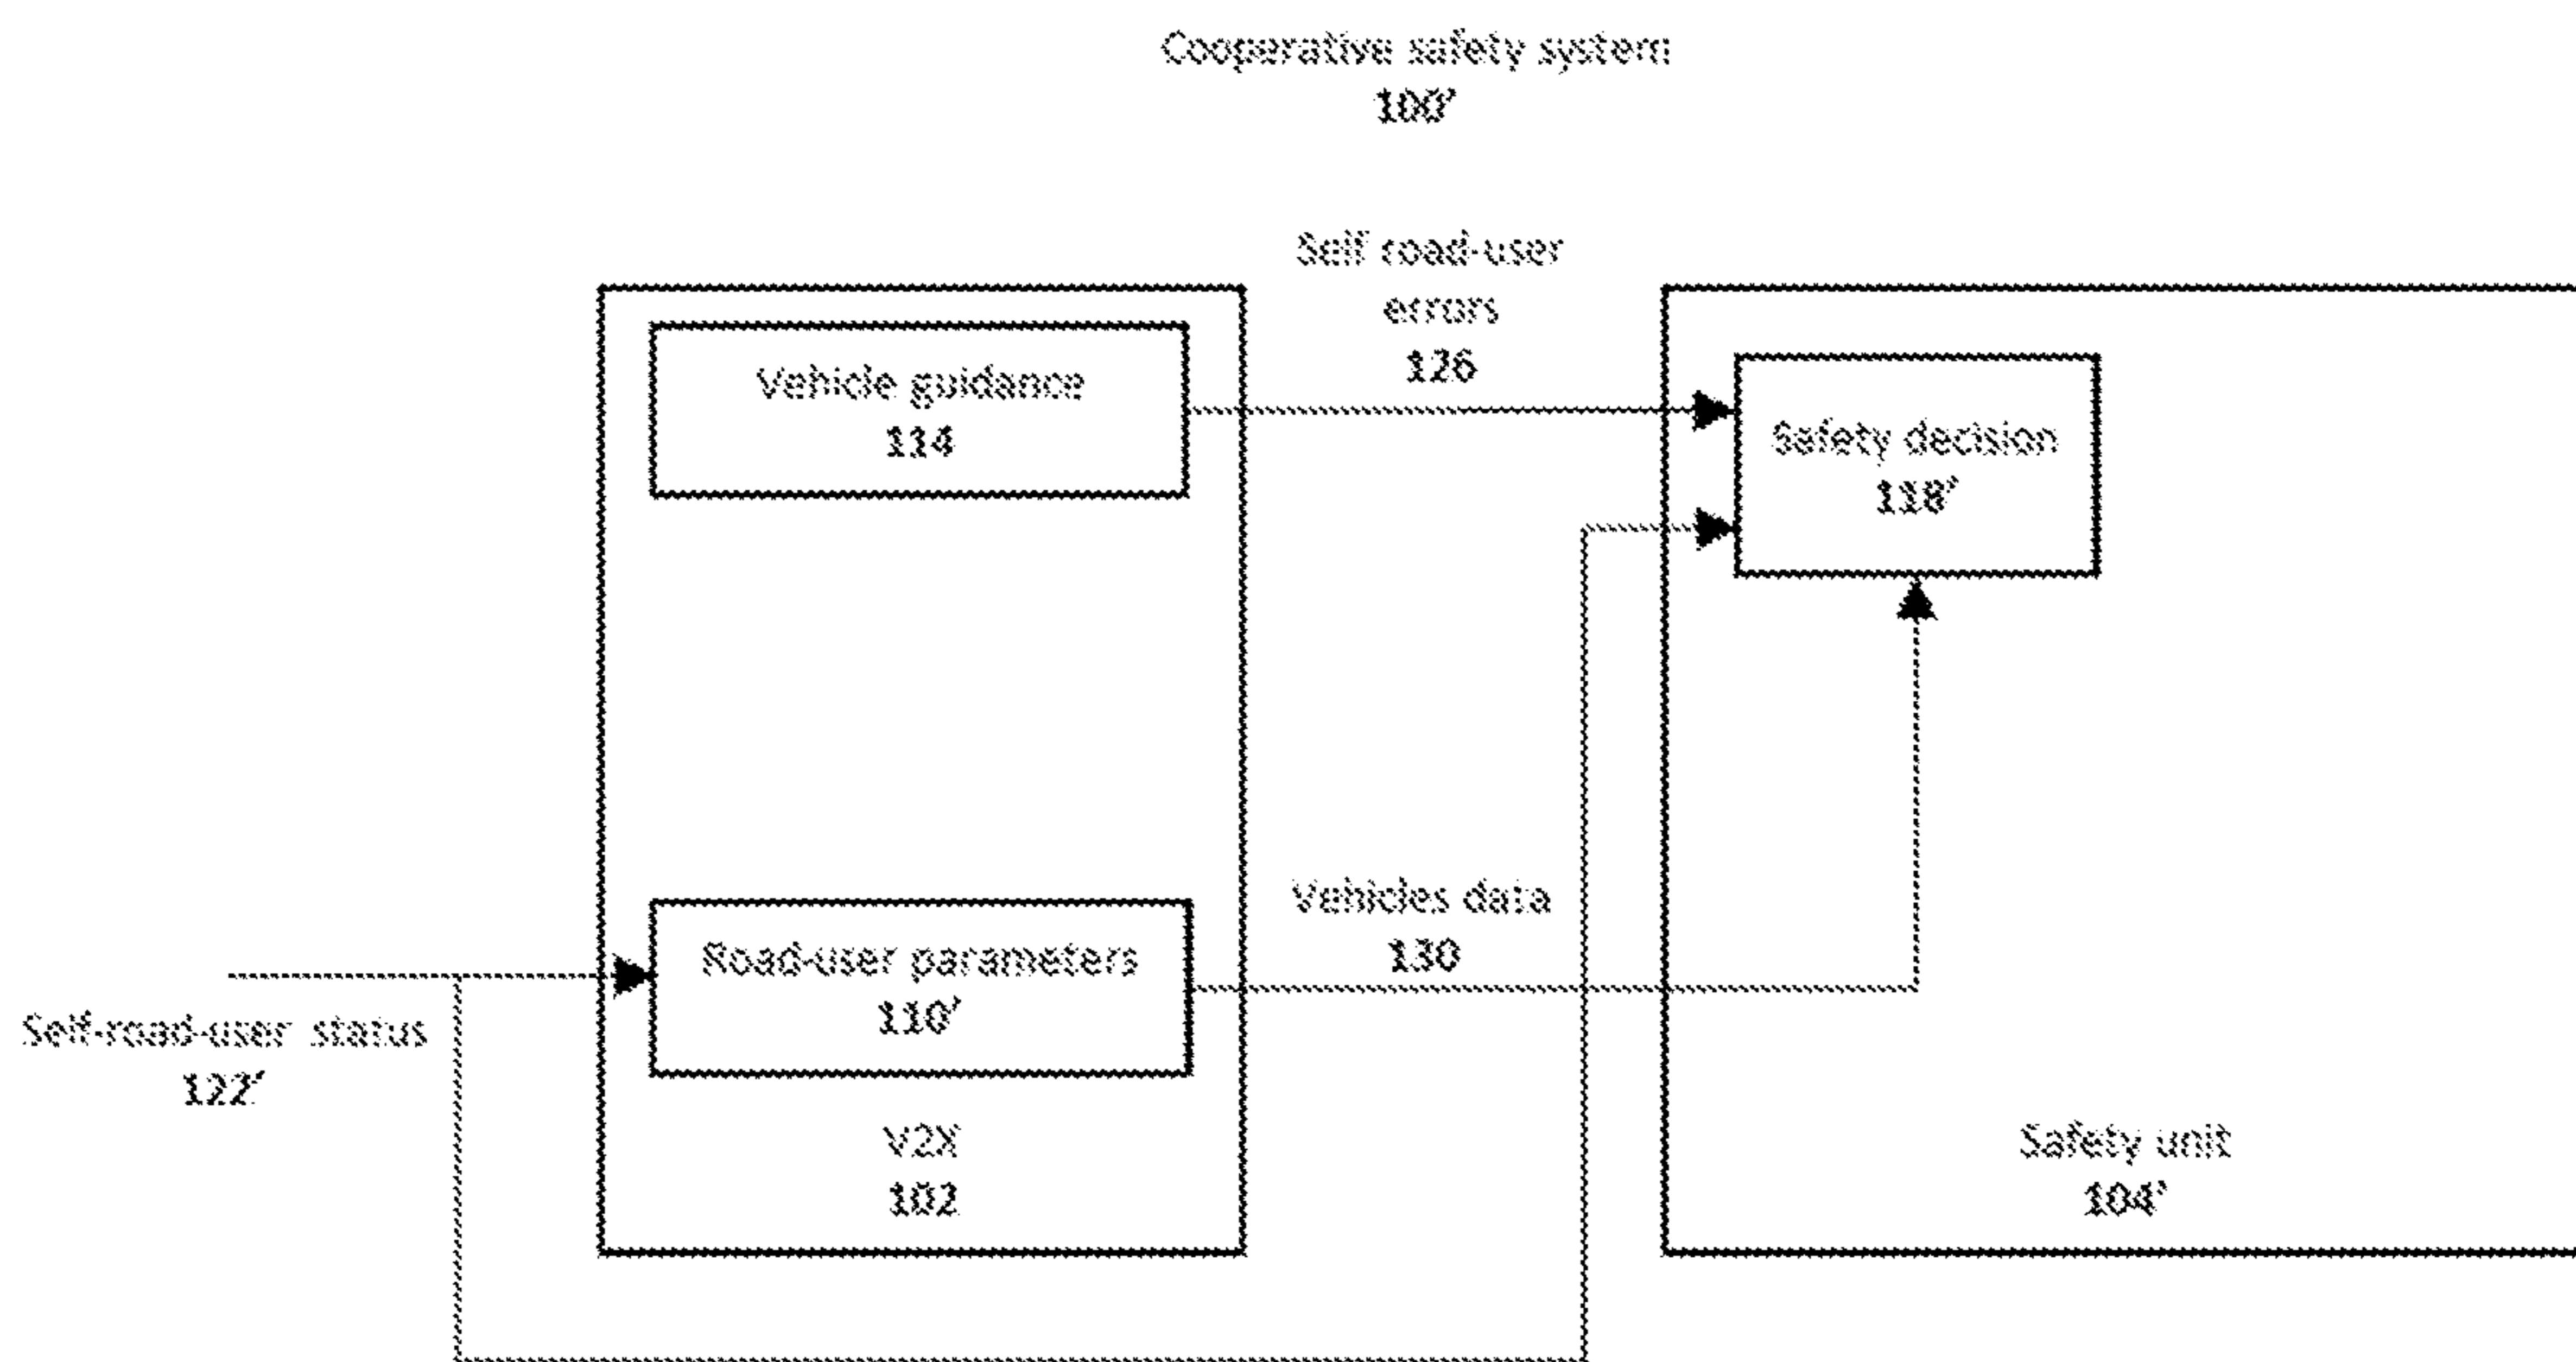 Cooperative safety system
100’
Self road-user
errors
126
Vehicle guidance
114
Safety decision
118’
Vehicles data
130
Road-user parameters
110’
Self-road-user status
122’
V2X
102
Safety unit
104’